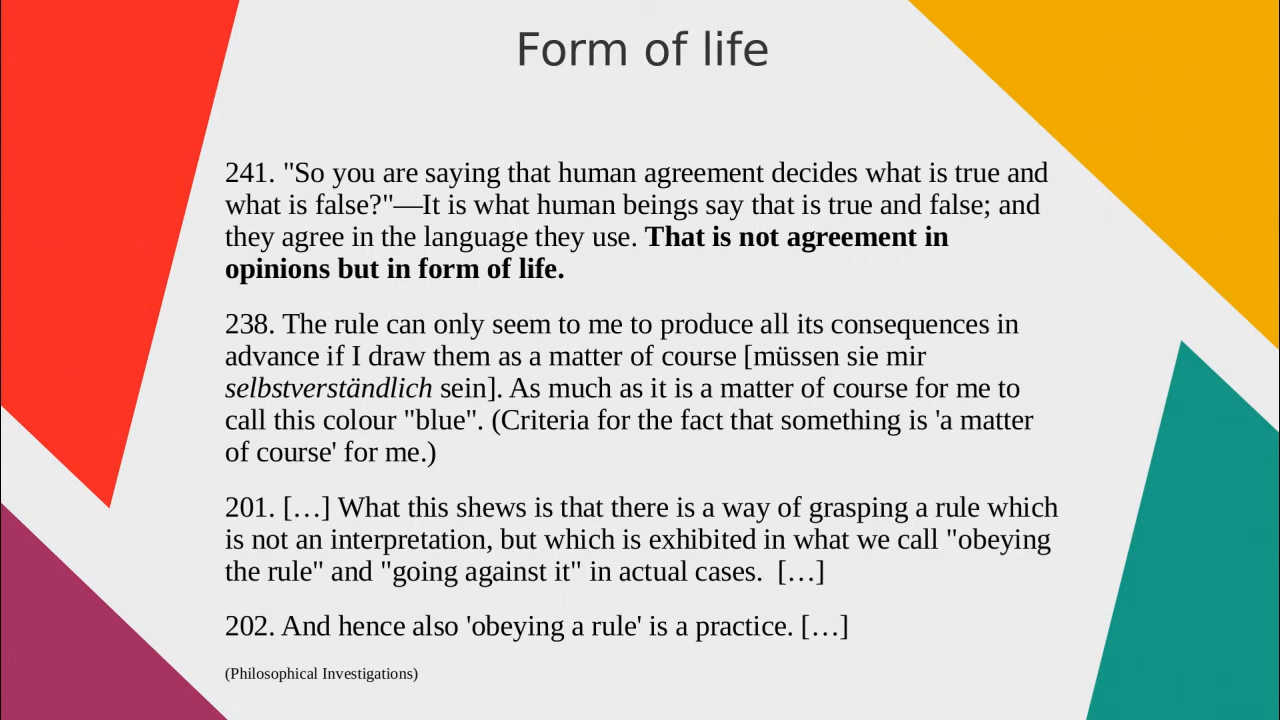 Form of life
241. "So you are saying that human agreement decides what is true and
what is false?"—It is what human beings say that is true and false; and
they agree in the language they use. That is not agreement in
opinions but in form of life.
238. The rule can only seem to me to produce all its consequences in
advance if I draw them as a matter of course [müssen sie mir
selbstverständlich sein]. As much as it is a matter of course for me to
call this colour "blue". (Criteria for the fact that something is 'a matter
of course' for me.)
201. […] What this shews is that there is a way of grasping a rule which
is not an interpretation, but which is exhibited in what we call "obeying
the rule" and "going against it" in actual cases.  […]
202. And hence also 'obeying a rule' is a practice. […]
(Philosophical Investigations)